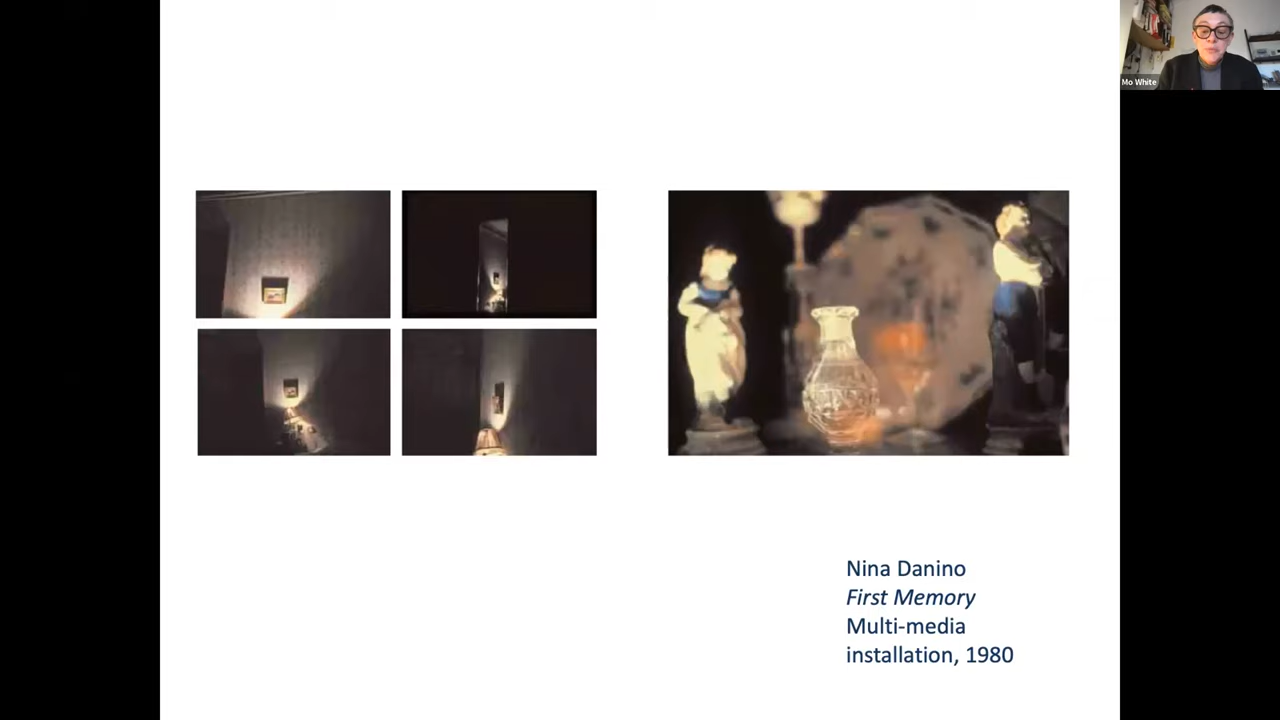 Mo White
Nina Danino
First Memory
Multi-media
installation, 1980